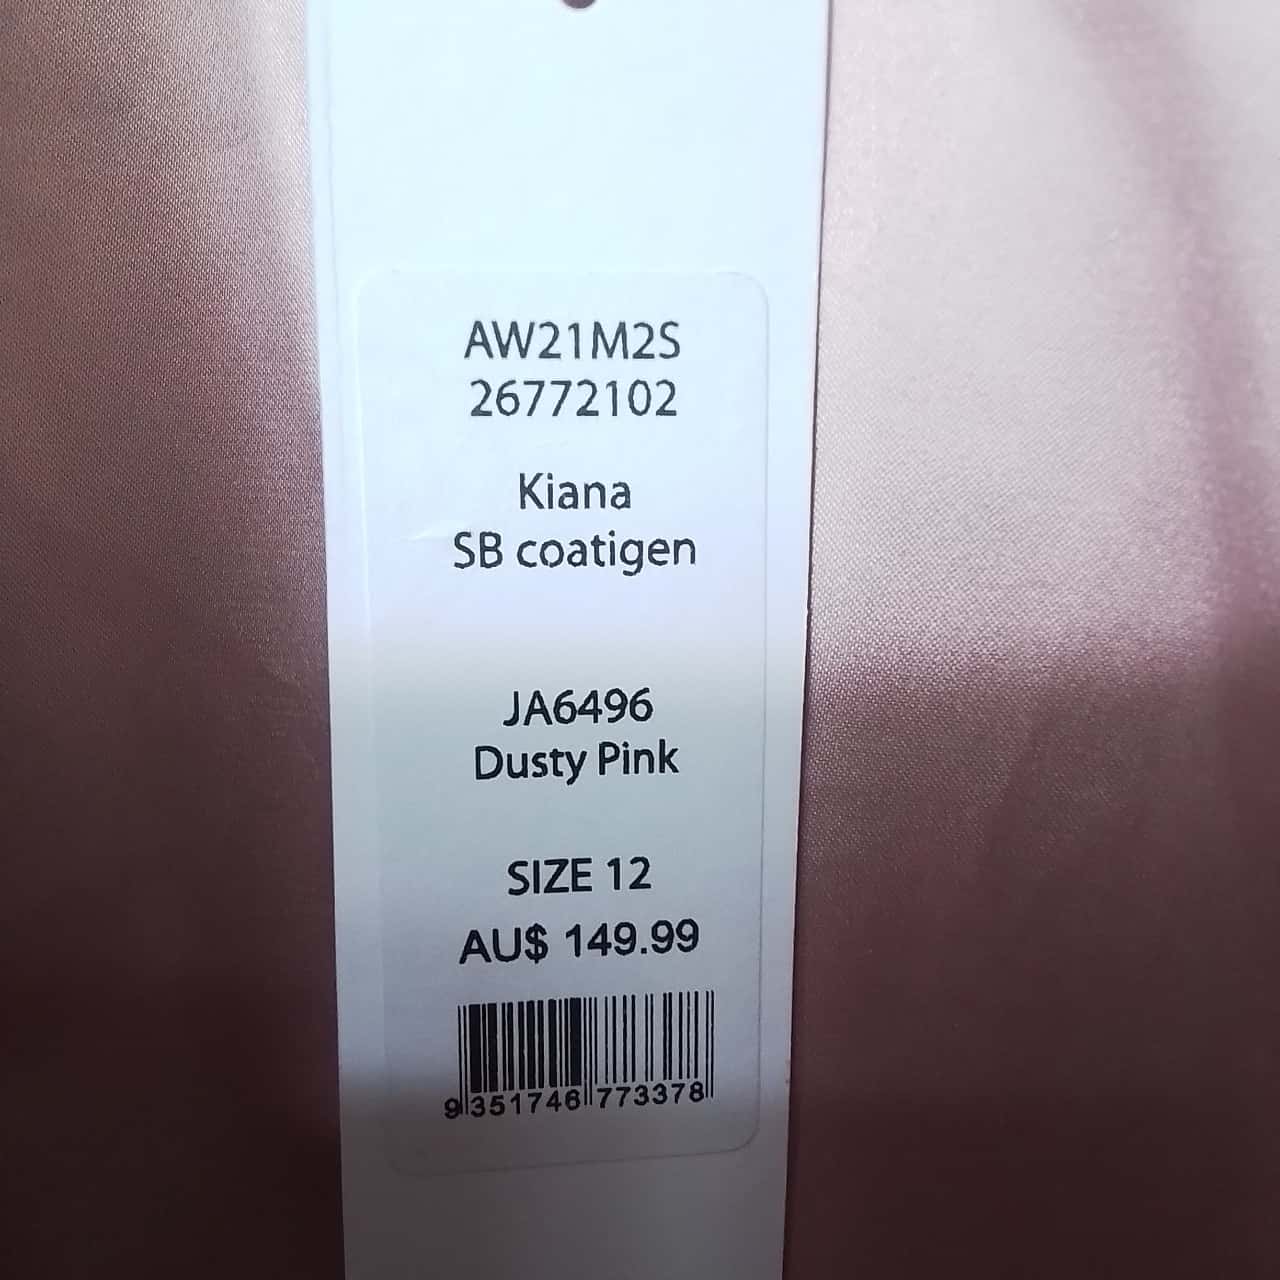 AW21M2S
26772102
Kiana
SB coatigen
JA6496
Dusty Pink
SIZE 12
AU$ 149.99
9 351746 773378